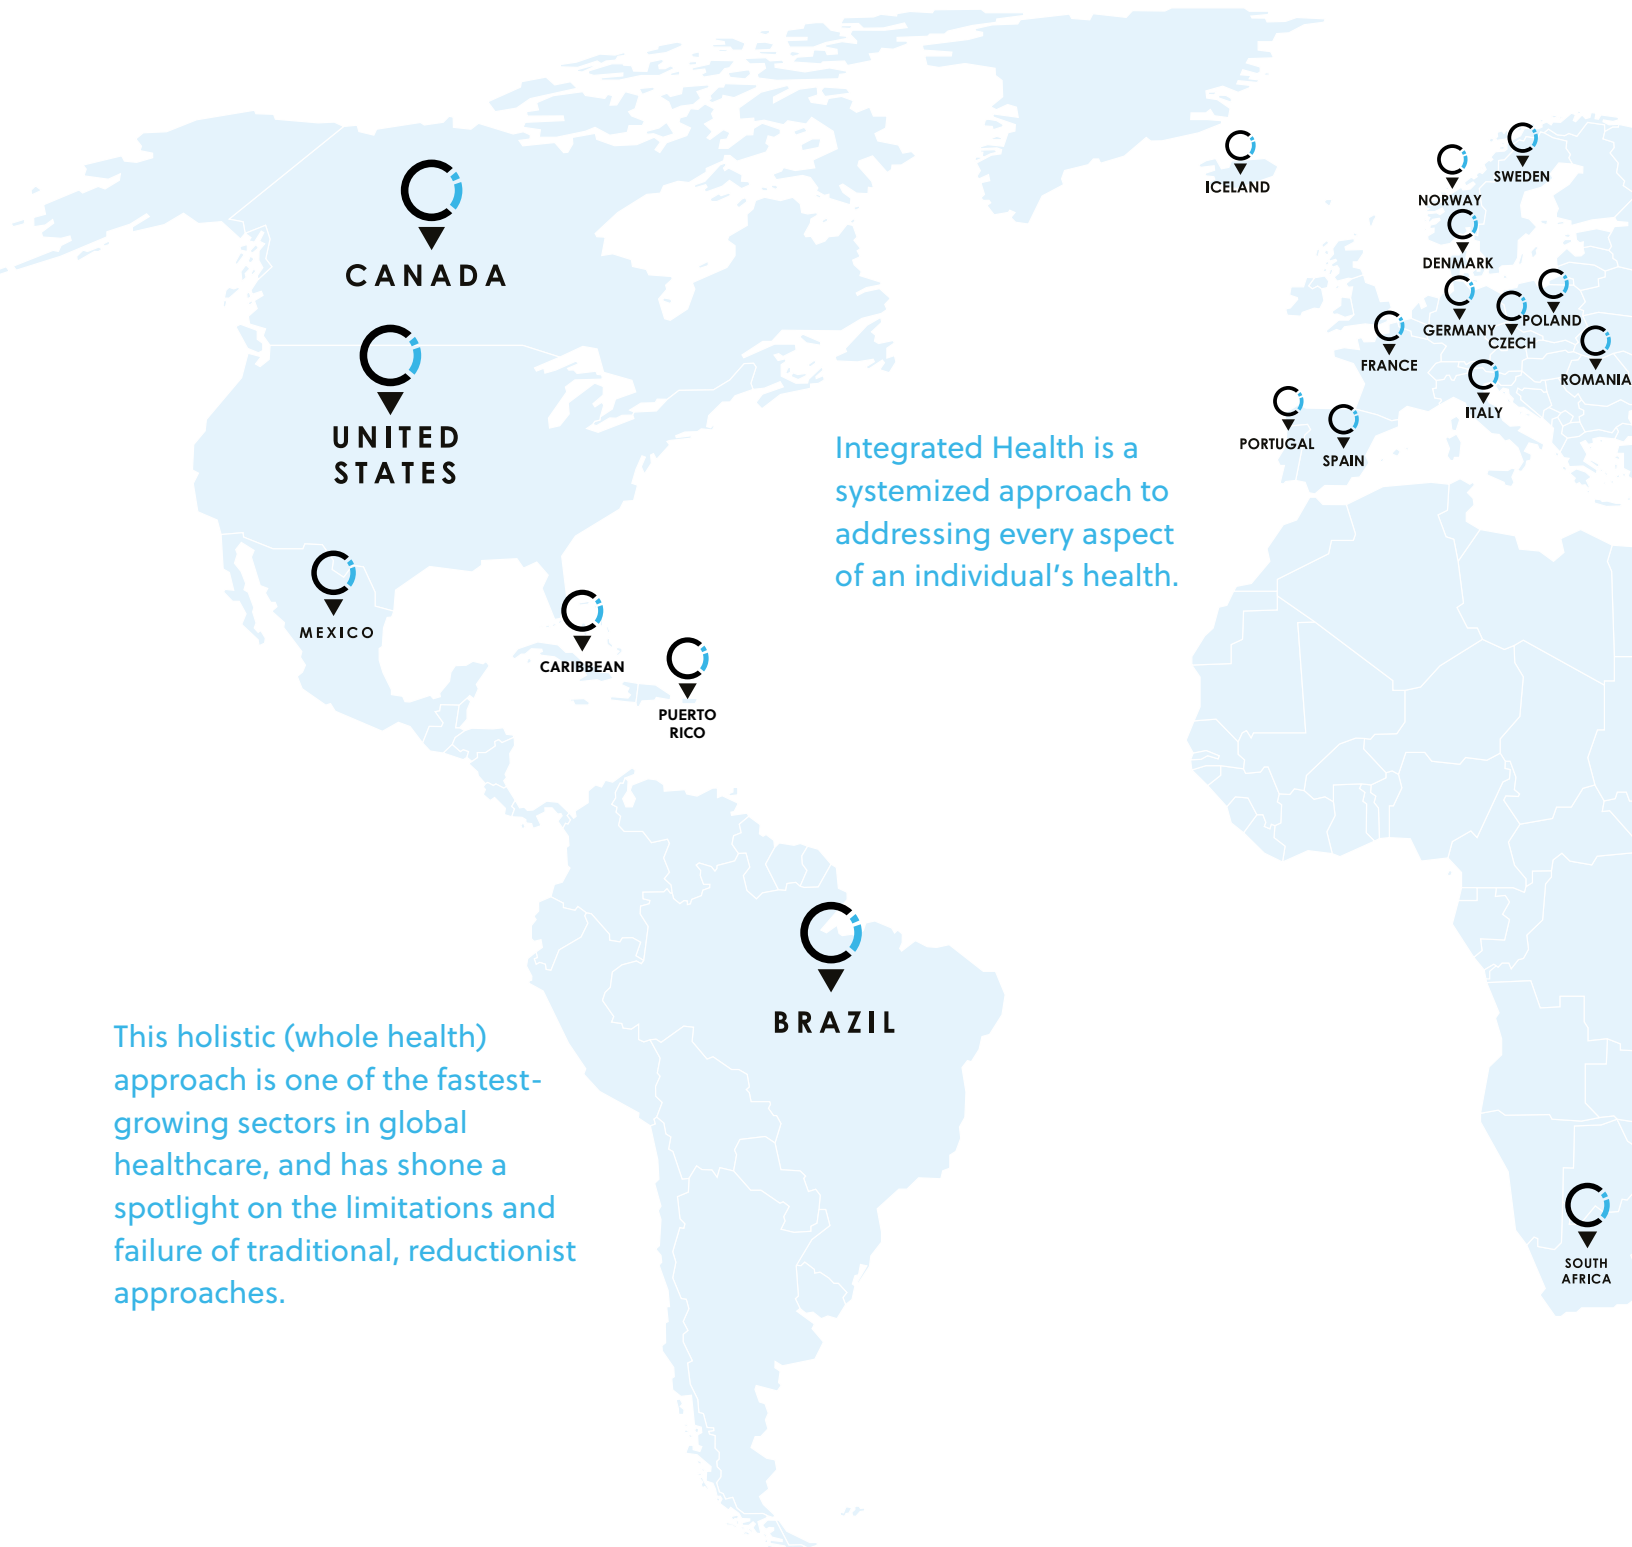 CANADA
UNITED
STATES
MEXICO
CARIBBEAN
PUERTO
RICO
BRAZIL
ICELAND
NORWAY
SWEDEN
DENMARK
GERMANY
CZECH
POLAND
FRANCE
ROMANIA
ITALY
PORTUGAL
SPAIN
SOUTH
AFRICA
Integrated Health is a
systemized approach to
addressing every aspect
of an individual's health.
This holistic (whole health)
approach is one of the fastest-
growing sectors in global
healthcare, and has shone a
spotlight on the limitations and
failure of traditional, reductionist
approaches.